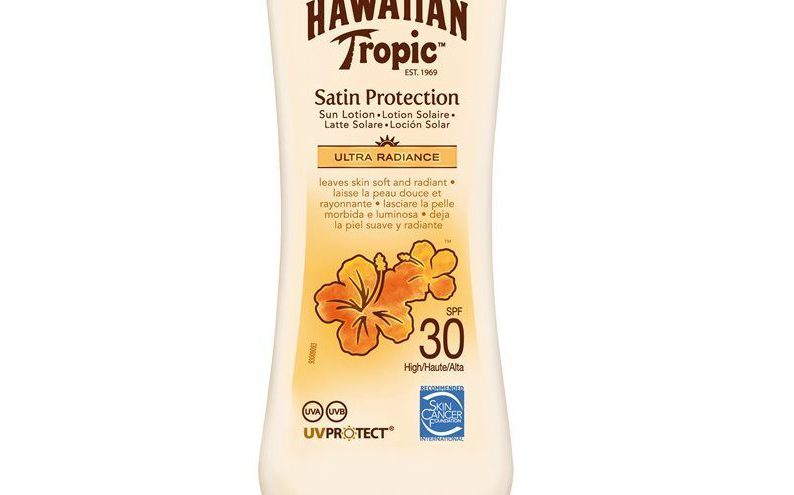 HAWAIIAN
Tropic™
EST. 1969
Satin Protection
Sun Lotion • Lotion Solaire •
Latte Solare • Loción Solar
ULTRA RADIANCE
leaves skin soft and radiant •
laisse la peau douce et
rayonnante • lasciare la pelle
morbida e luminosa • deja
la piel suave y radiante
™
SPF
30
High/Haute/Alta
UVA UVB
UVPROTECT®
RECOMMENDED
SKIN
CANCER
FOUNDATION
INTERNATIONAL